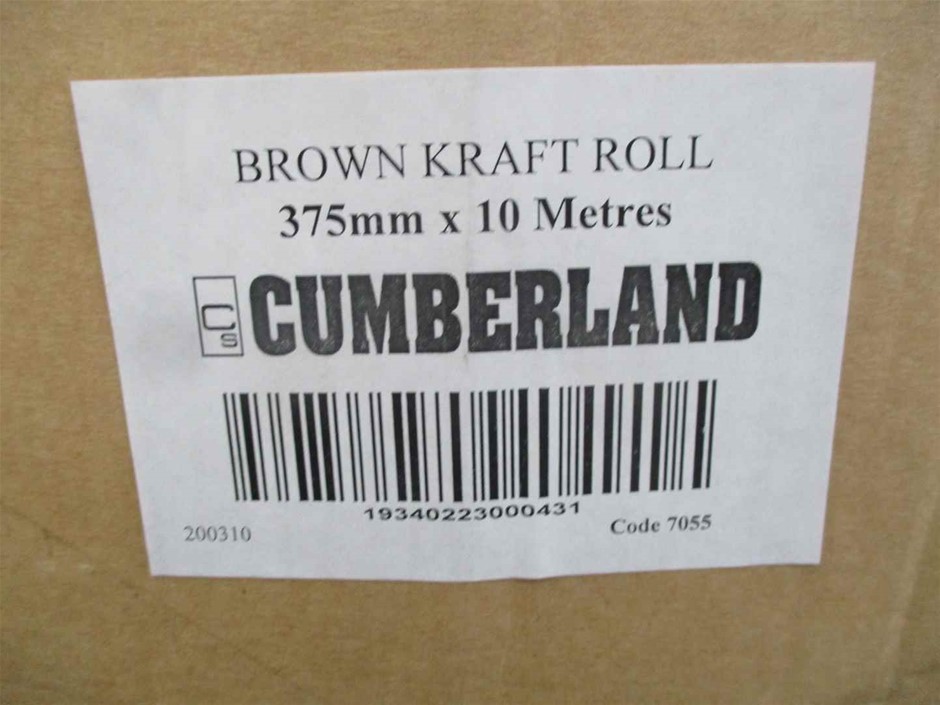 BROWN KRAFT ROLL
375mm x 10 Metres
Cs CUMBERLAND
19340223000431
200310
Code 7055